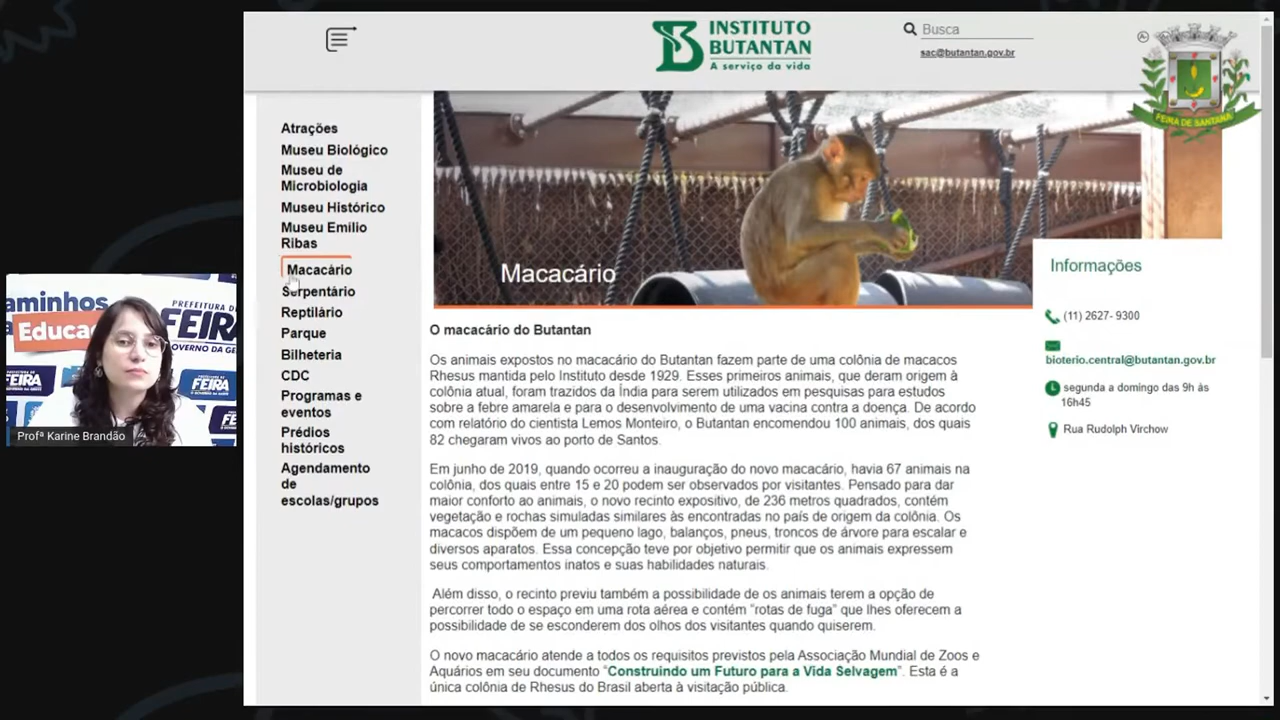 INSTITUTO
BUTANTAN
A serviço da vida
Busca
sac@butantan.gov.br
A-
FEIRA DE SANTANA
Atrações
Museu Biológico
Museu de
Microbiologia
Museu Histórico
Museu Emílio
Ribas
Macacário
Serpentário
Reptilário
Parque
Bilheteria
CDC
Programas e
eventos
Prédios
históricos
Agendamento
de
escolas/grupos
Macacário
Informações
(11) 2627- 9300
bioterio.central@butantan.gov.br
segunda a domingo das 9h às
16h45
Rua Rudolph Virchow
O macacário do Butantan
Os animais expostos no macacário do Butantan fazem parte de uma colônia de macacos
Rhesus mantida pelo Instituto desde 1929. Esses primeiros animais, que deram origem à
colônia atual, foram trazidos da Índia para serem utilizados em pesquisas para estudos
sobre a febre amarela e para o desenvolvimento de uma vacina contra a doença. De acordo
com relatório do cientista Lemos Monteiro, o Butantan encomendou 100 animais, dos quais
82 chegaram vivos ao porto de Santos.
Em junho de 2019, quando ocorreu a inauguração do novo macacário, havia 67 animais na
colônia, dos quais entre 15 e 20 podem ser observados por visitantes. Pensado para dar
maior conforto ao animais, o novo recinto expositivo, de 236 metros quadrados, contém
vegetação e rochas simuladas similares às encontradas no país de origem da colônia. Os
macacos dispõem de um pequeno lago, balanços, pneus, troncos de árvore para escalar e
diversos aparatos. Essa concepção teve por objetivo permitir que os animais expressem
seus comportamentos inatos e suas habilidades naturais.
Além disso, o recinto previu também a possibilidade de os animais terem a opção de
percorrer todo o espaço em uma rota aérea e contém “rotas de fuga” que lhes oferecem a
possibilidade de se esconderem dos olhos dos visitantes quando quiserem.
O novo macacário atende a todos os requisitos previstos pela Associação Mundial de Zoos e
Aquários em seu documento “Construindo um Futuro para a Vida Selvagem”. Esta é a
única colônia de Rhesus do Brasil aberta à visitação pública.
aminhos
Educa
PREFEITURA DE
FEIRA
GOVERNO DA GE
FEIRA
FEIRA
FEIRA
Profª Karine Brandão